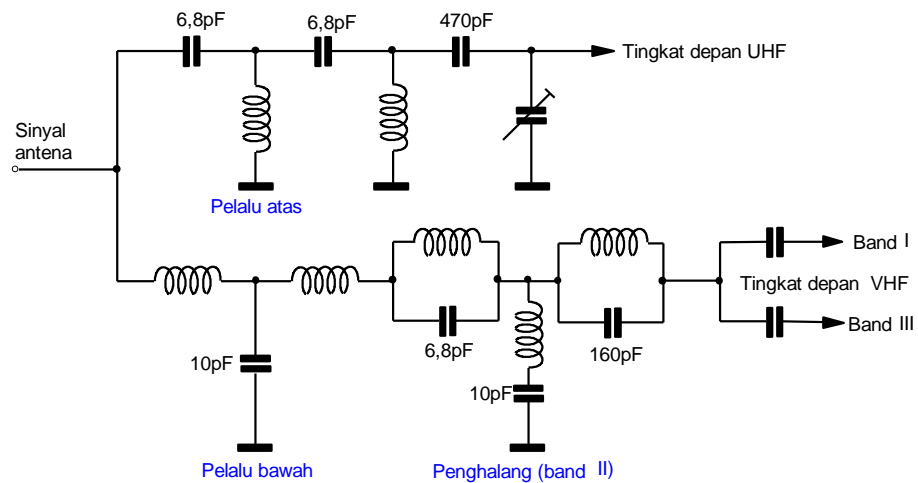 6,8pF
6,8pF
470pF
Tingkat depan UHF
Sinyal
antena
Pelalu atas
Band I
Tingkat depan VHF
Band III
6,8pF
160pF
10pF
10pF
Pelalu bawah
Penghalang (band II)